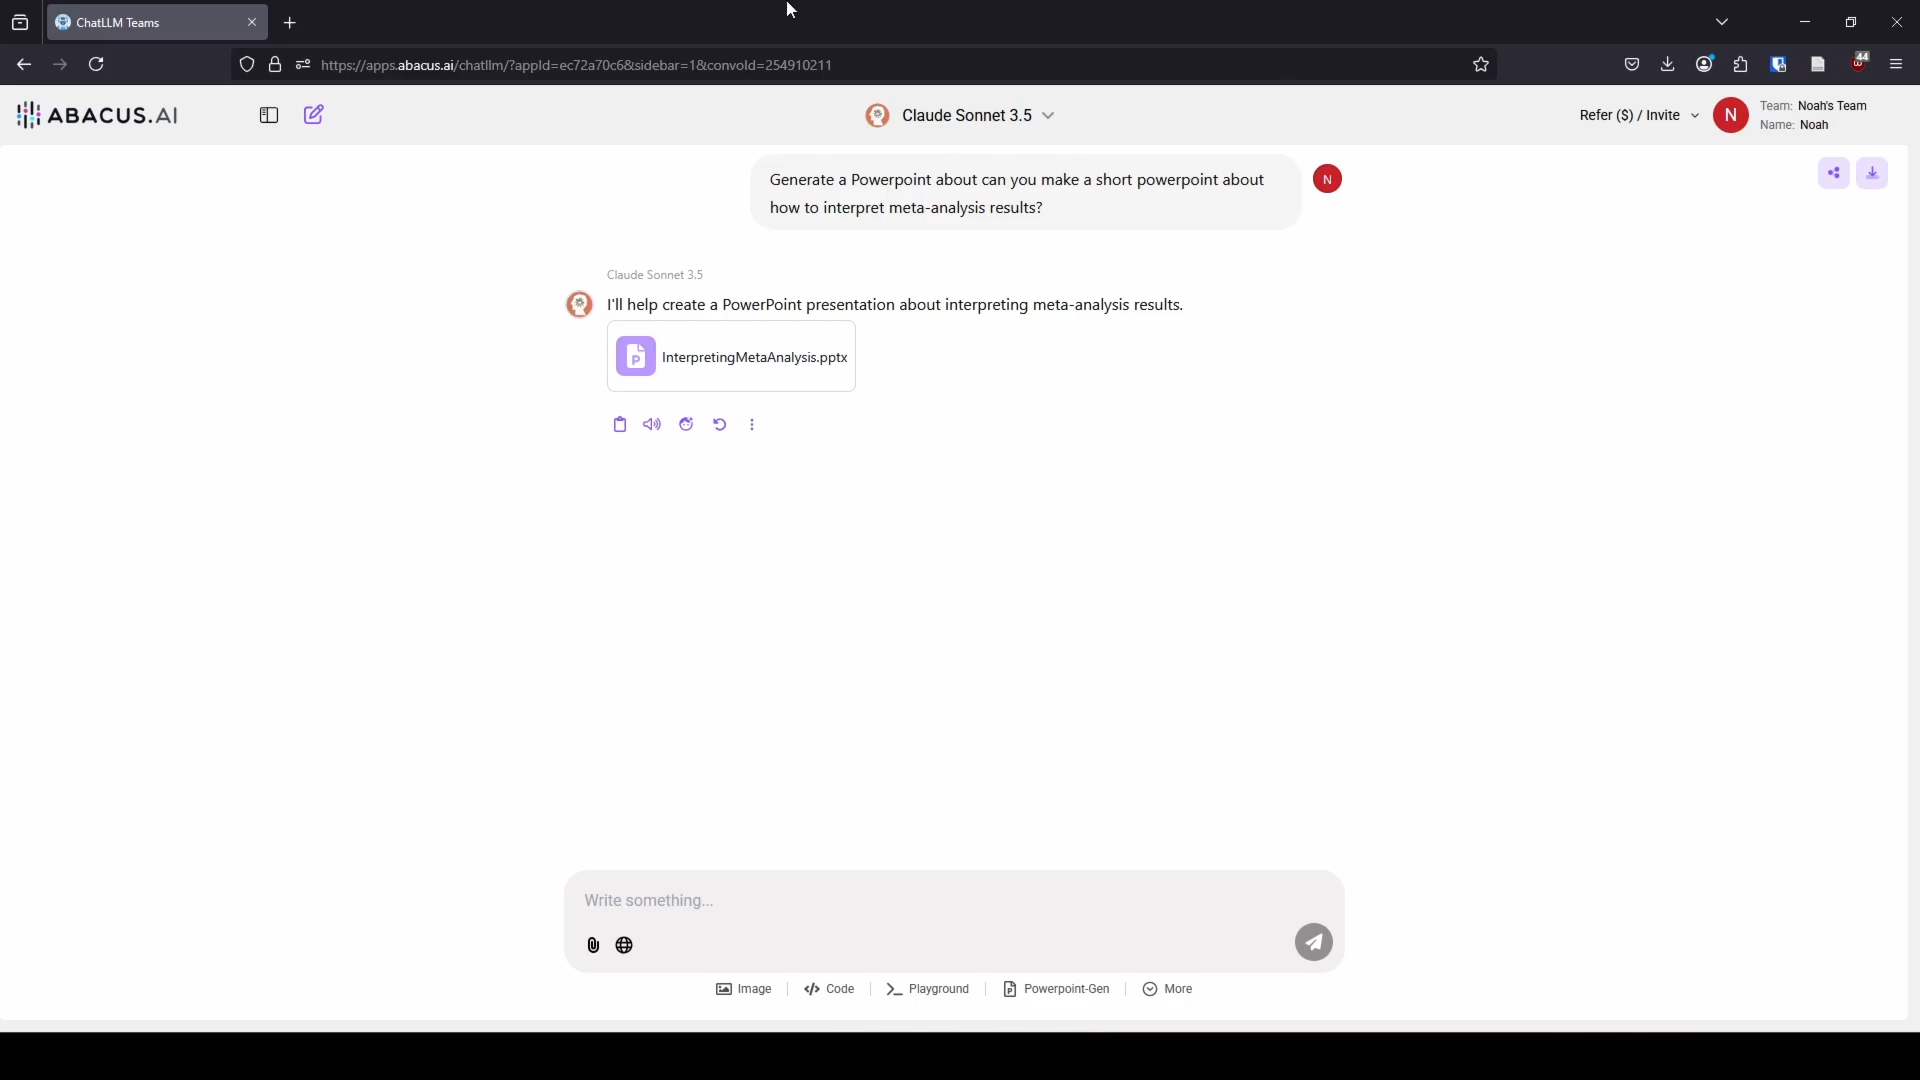 ChatLLM Teams
https://apps.abacus.ai/chatllm/?appId=ec72a70c6&sidebar=1&convoId=254910211
44
ABACUS.AI
Claude Sonnet 3.5
Refer ($) / Invite
N
Team: Noah's Team
Name: Noah
Generate a Powerpoint about can you make a short powerpoint about
how to interpret meta-analysis results?
N
Claude Sonnet 3.5
I'll help create a PowerPoint presentation about interpreting meta-analysis results.
P
InterpretingMetaAnalysis.pptx
Write something...
Image
Code
Playground
Powerpoint-Gen
More